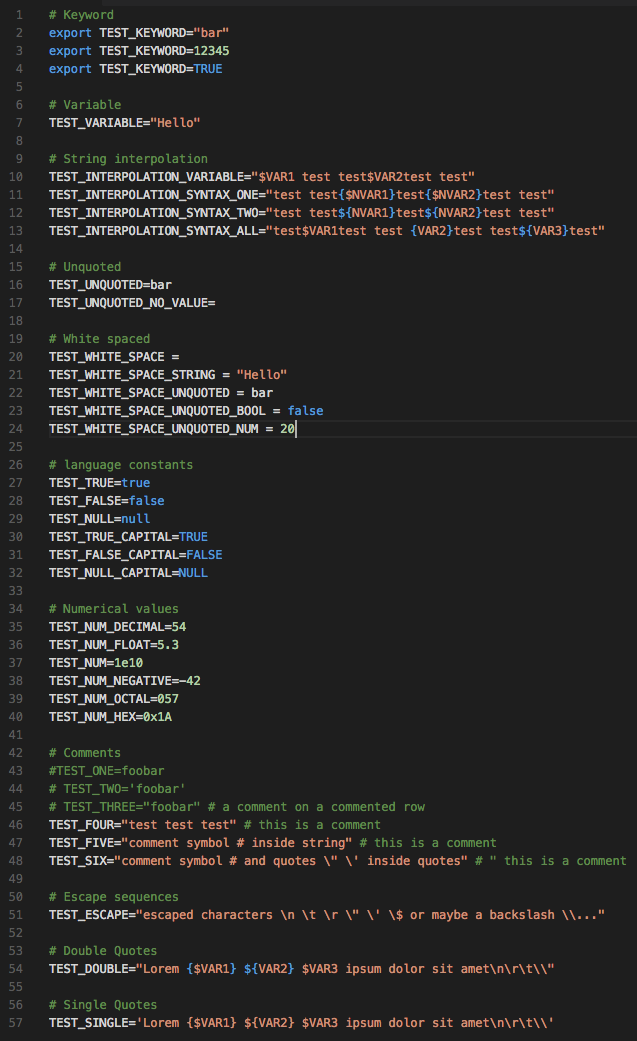 1 # Keyword
2 export TEST_KEYWORD="bar"
3 export TEST_KEYWORD=12345
4 export TEST_KEYWORD=TRUE
5
6 # Variable
7 TEST_VARIABLE="Hello"
8
9 # String interpolation
10 TEST_INTERPOLATION_VARIABLE="$VAR1 test test$VAR2test test"
11 TEST_INTERPOLATION_SYNTAX_ONE="test test{$NVAR1}test{$NVAR2}test test"
12 TEST_INTERPOLATION_SYNTAX_TWO="test test${NVAR1}test${NVAR2}test test"
13 TEST_INTERPOLATION_SYNTAX_ALL="test$VAR1test test {VAR2}test test${VAR3}test"
14
15 # Unquoted
16 TEST_UNQUOTED=bar
17 TEST_UNQUOTED_NO_VALUE=
18
19 # White spaced
20 TEST_WHITE_SPACE =
21 TEST_WHITE_SPACE_STRING = "Hello"
22 TEST_WHITE_SPACE_UNQUOTED = bar
23 TEST_WHITE_SPACE_UNQUOTED_BOOL = false
24 TEST_WHITE_SPACE_UNQUOTED_NUM = 20
25
26 # language constants
27 TEST_TRUE=true
28 TEST_FALSE=false
29 TEST_NULL=null
30 TEST_TRUE_CAPITAL=TRUE
31 TEST_FALSE_CAPITAL=FALSE
32 TEST_NULL_CAPITAL=NULL
33
34 # Numerical values
35 TEST_NUM_DECIMAL=54
36 TEST_NUM_FLOAT=5.3
37 TEST_NUM=1e10
38 TEST_NUM_NEGATIVE=-42
39 TEST_NUM_OCTAL=057
40 TEST_NUM_HEX=0x1A
41
42 # Comments
43 #TEST_ONE=foobar
44 # TEST_TWO='foobar'
45 # TEST_THREE="foobar" # a comment on a commented row
46 TEST_FOUR="test test test" # this is a comment
47 TEST_FIVE="comment symbol # inside string" # this is a comment
48 TEST_SIX="comment symbol # and quotes \" \' inside quotes" # " this is a comment
49
50 # Escape sequences
51 TEST_ESCAPE="escaped characters \n \t \r \" \' \$ or maybe a backslash \\..."
52
53 # Double Quotes
54 TEST_DOUBLE="Lorem {$VAR1} ${VAR2} $VAR3 ipsum dolor sit amet\n\r\t\\"
55
56 # Single Quotes
57 TEST_SINGLE='Lorem {$VAR1} ${VAR2} $VAR3 ipsum dolor sit amet\n\r\t\\'